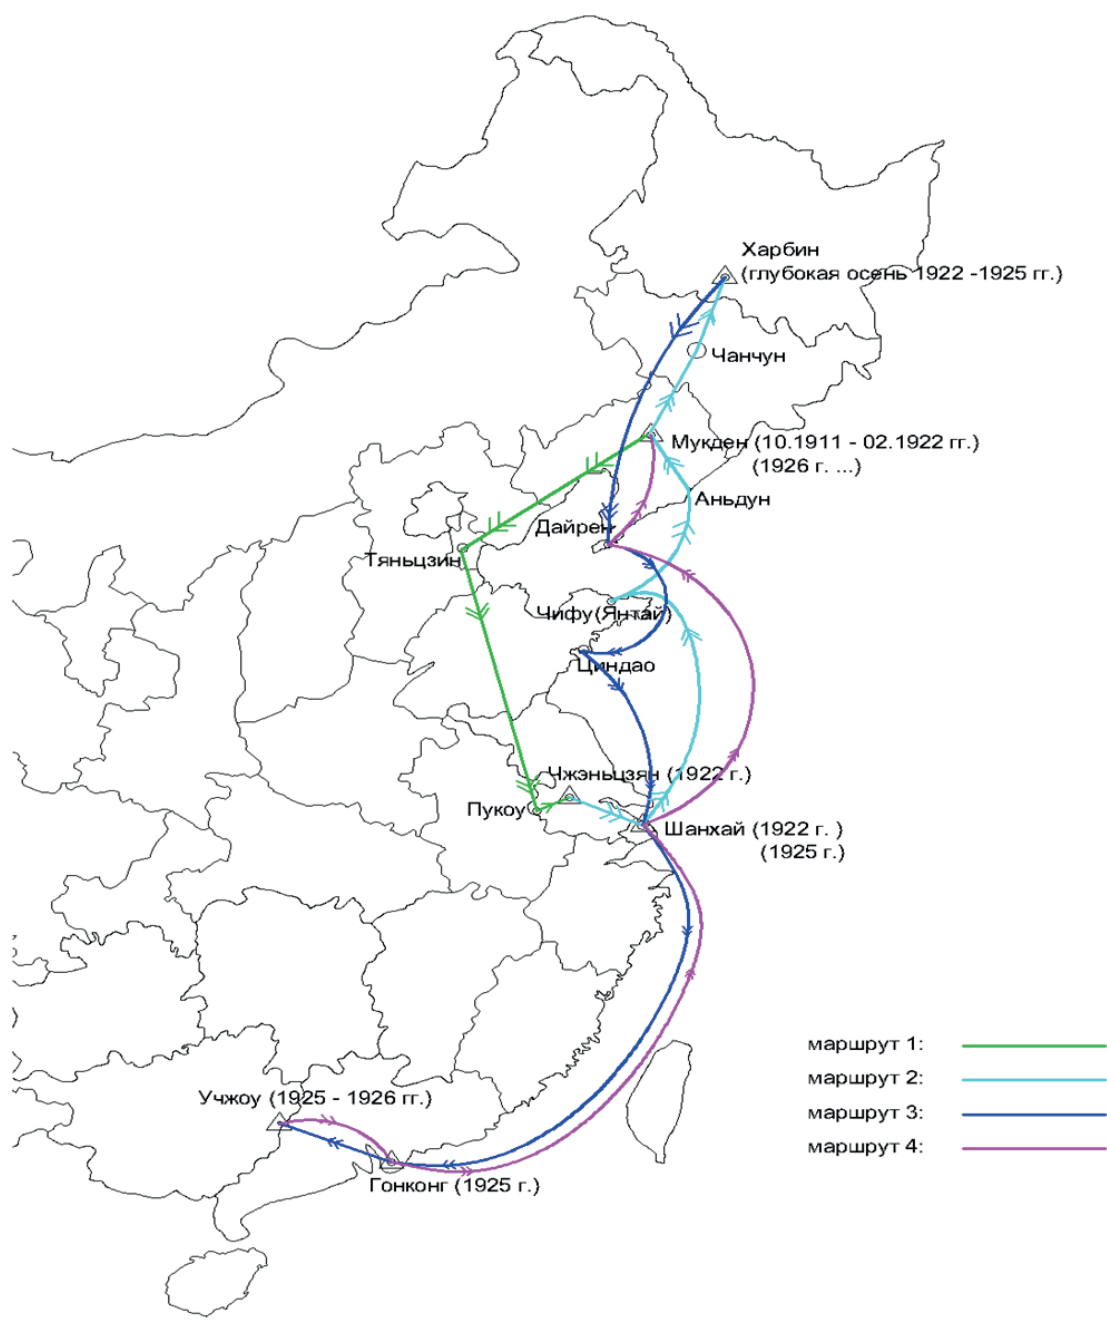 Харбин
(глубокая осень 1922 -1925 гг.)
Чанчун
Мукден (10.1911 - 02.1922 гг.)
(1926 г. ...)
Аньдун
Дайрен
Тяньцзин
Чифу(Янтай)
Циндао
Чжэньцзян (1922 г.)
Пукоу
Шанхай (1922 г. )
(1925 г.)
маршрут 1:
маршрут 2:
маршрут 3:
маршрут 4:
Учжоу (1925 - 1926 гг.)
Гонконг (1925 г.)